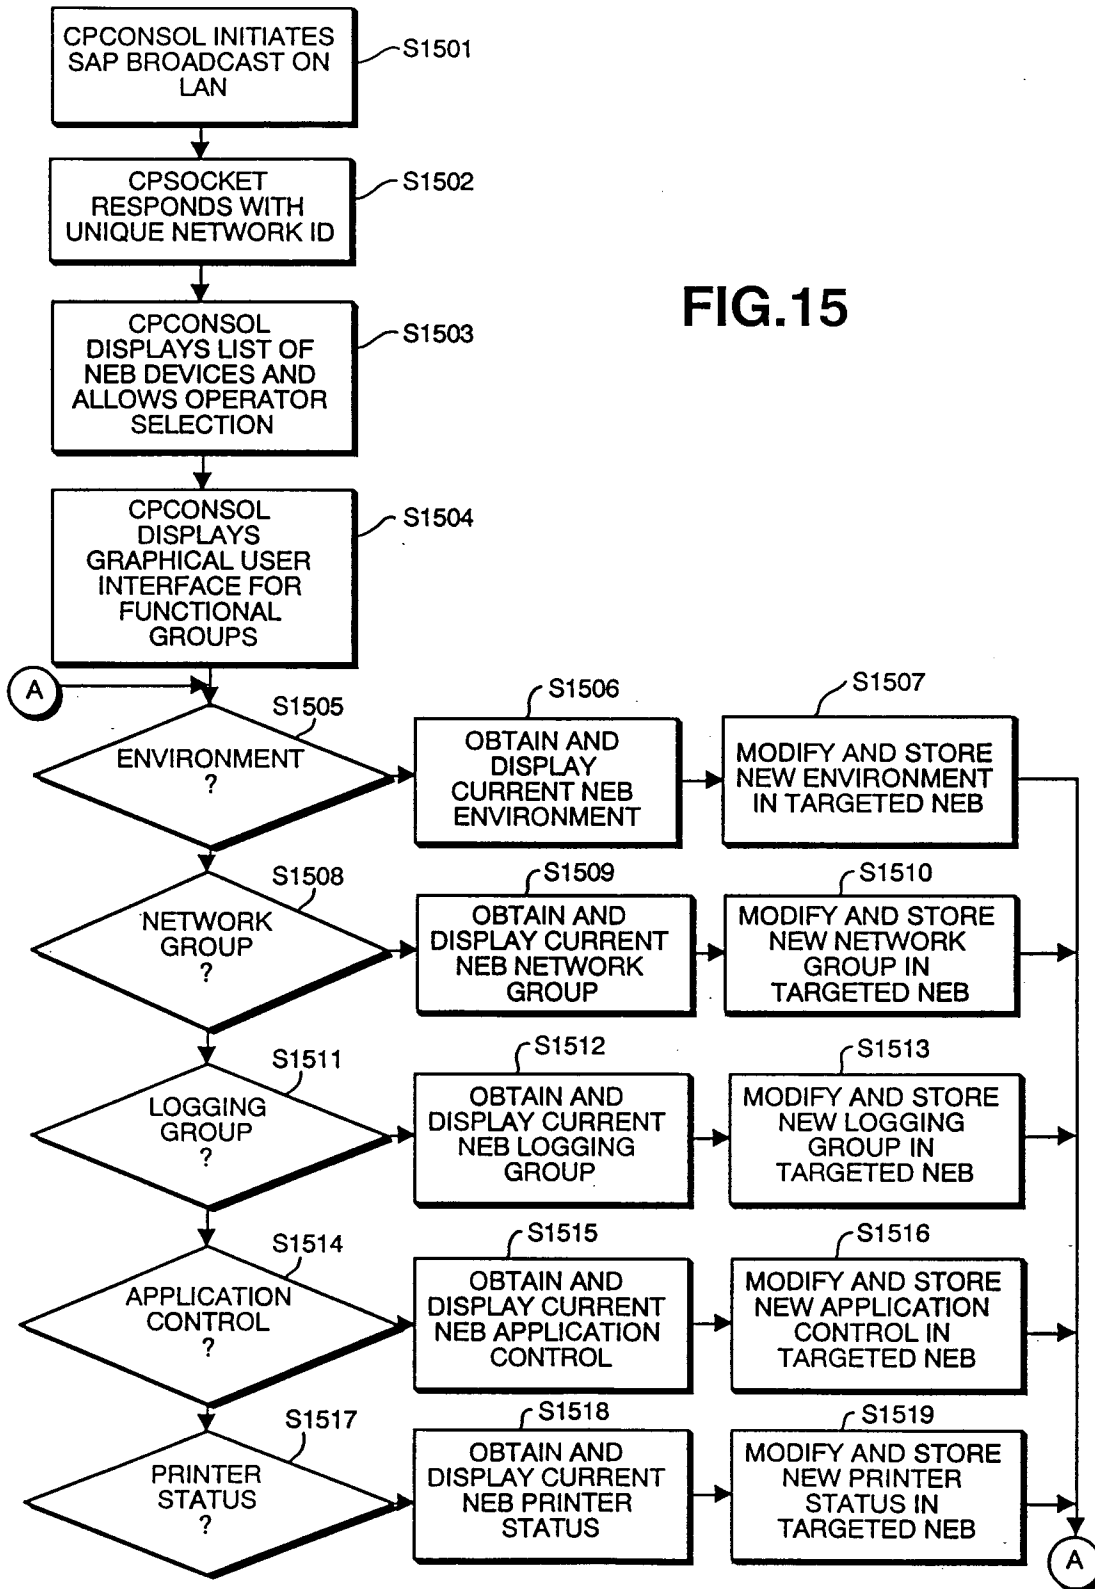 CPCONSOL INITIATES
SAP BROADCAST ON
LAN
S1501
CPSOCKET
RESPONDS WITH
UNIQUE NETWORK ID
S1502
CPCONSOL
DISPLAYS LIST OF
NEB DEVICES AND
ALLOWS OPERATOR
SELECTION
S1503
FIG.15
CPCONSOL
DISPLAYS
GRAPHICAL USER
INTERFACE FOR
FUNCTIONAL
GROUPS
S1504
A
ENVIRONMENT
?
S1505
OBTAIN AND
DISPLAY
CURRENT NEB
ENVIRONMENT
S1506
MODIFY AND STORE
NEW ENVIRONMENT
IN TARGETED NEB
S1507
NETWORK
GROUP
?
S1508
OBTAIN AND
DISPLAY CURRENT
NEB NETWORK
GROUP
S1509
MODIFY AND STORE
NEW NETWORK
GROUP IN
TARGETED NEB
S1510
LOGGING
GROUP
?
S1511
OBTAIN AND
DISPLAY CURRENT
NEB LOGGING
GROUP
S1512
MODIFY AND STORE
NEW LOGGING
GROUP IN
TARGETED NEB
S1513
APPLICATION
CONTROL
?
S1514
OBTAIN AND
DISPLAY CURRENT
NEB APPLICATION
CONTROL
S1515
MODIFY AND STORE
NEW APPLICATION
CONTROL IN
TARGETED NEB
S1516
PRINTER
STATUS
?
S1517
OBTAIN AND
DISPLAY CURRENT
NEB PRINTER
STATUS
S1518
MODIFY AND STORE
NEW PRINTER
STATUS IN
TARGETED NEB
S1519
A